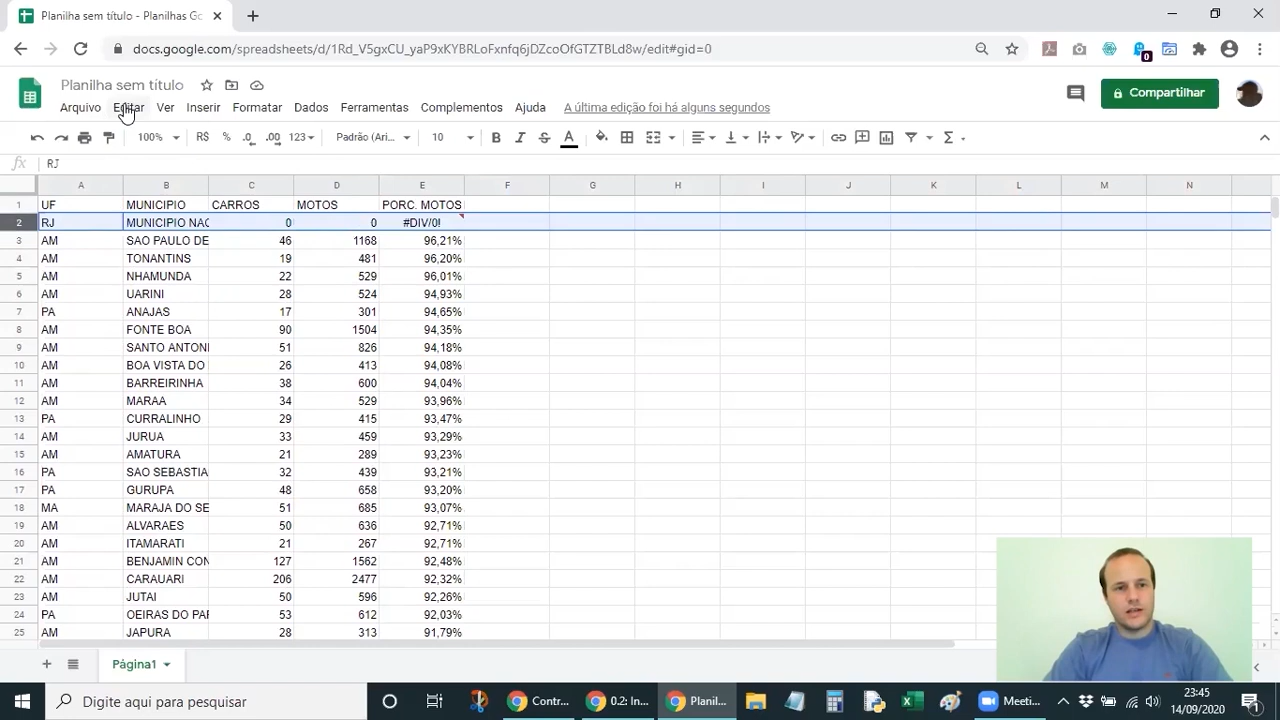 Planilha sem título - Planilhas Go
docs.google.com/spreadsheets/d/1Rd_V5gxCU_yaP9xKYBRLoFxnfq6jDZcoOfGTZTBLd8w/edit#gid=0
0
Planilha sem título
Arquivo Editar Ver Inserir Formatar Dados Ferramentas Complementos Ajuda A última edição foi há alguns segundos
Compartilhar
100% R$ % .0 .00 123 Padrão (Ari... 10 B I S A Σ
fx RJ
A B C D E F G H I J K L M N
1 UF MUNICIPIO CARROS MOTOS PORC. MOTOS
2 RJ MUNICIPIO NAO 0 0 #DIV/0!
3 AM SAO PAULO DE 46 1168 96,21%
4 AM TONANTINS 19 481 96,20%
5 AM NHAMUNDA 22 529 96,01%
6 AM UARINI 28 524 94,93%
7 PA ANAJAS 17 301 94,65%
8 AM FONTE BOA 90 1504 94,35%
9 AM SANTO ANTONI 51 826 94,18%
10 AM BOA VISTA DO 26 413 94,08%
11 AM BARREIRINHA 38 600 94,04%
12 AM MARAA 34 529 93,96%
13 PA CURRALINHO 29 415 93,47%
14 AM JURUA 33 459 93,29%
15 AM AMATURA 21 289 93,23%
16 PA SAO SEBASTIA 32 439 93,21%
17 PA GURUPA 48 658 93,20%
18 MA MARAJA DO SE 51 685 93,07%
19 AM ALVARAES 50 636 92,71%
20 AM ITAMARATI 21 267 92,71%
21 AM BENJAMIN CON 127 1562 92,48%
22 AM CARAUARI 206 2477 92,32%
23 AM JUTAI 50 596 92,26%
24 PA OEIRAS DO PAR 53 612 92,03%
25 AM JAPURA 28 313 91,79%
Página1
Digite aqui para pesquisar
Contr... 0.2: In... Planil... Meeti...
23:45
14/09/2020
1